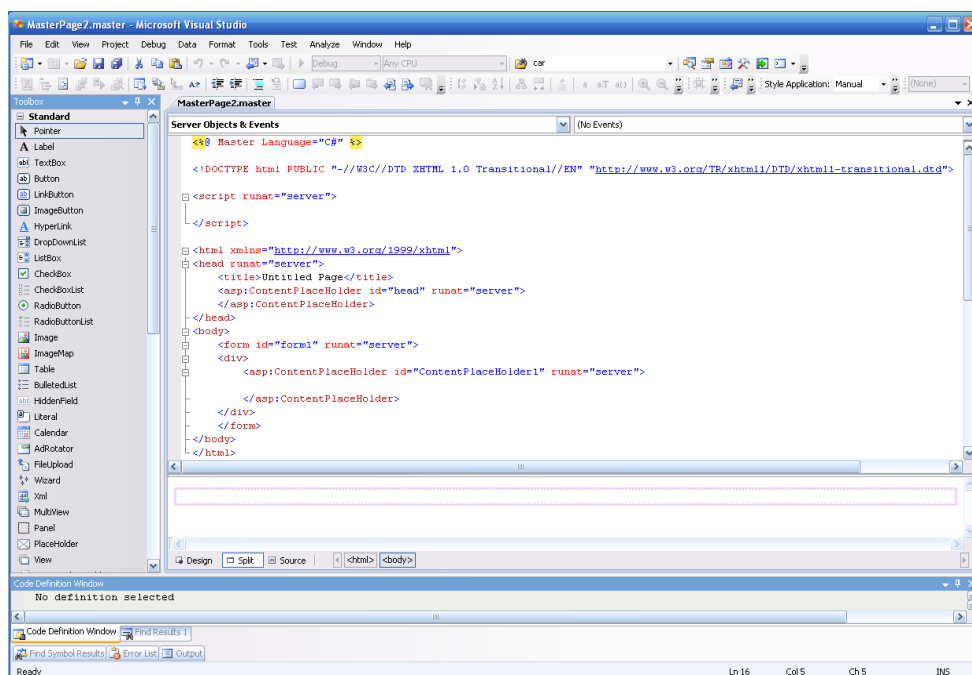 MasterPage2.master - Microsoft Visual Studio
File Edit View Project Debug Data Format Tools Test Analyze Window Help
Debug Any CPU car
Style Application: Manual (None)
Toolbox
Standard
Pointer
A Label
abl TextBox
ab Button
ab LinkButton
ImageButton
A HyperLink
DropDownList
ListBox
CheckBox
CheckBoxList
RadioButton
RadioButtonList
Image
ImageMap
Table
BulletedList
abl HiddenField
Literal
Calendar
AdRotator
FileUpload
Wizard
Xml
MultiView
Panel
PlaceHolder
View
MasterPage2.master
Server Objects & Events (No Events)
<%@ Master Language="C#" %>
<!DOCTYPE html PUBLIC "-//W3C//DTD XHTML 1.0 Transitional//EN" "http://www.w3.org/TR/xhtml1/DTD/xhtml1-transitional.dtd">
<script runat="server">
</script>
<html xmlns="http://www.w3.org/1999/xhtml">
<head runat="server">
<title>Untitled Page</title>
<asp:ContentPlaceHolder id="head" runat="server">
</asp:ContentPlaceHolder>
</head>
<body>
<form id="form1" runat="server">
<div>
<asp:ContentPlaceHolder id="ContentPlaceHolder1" runat="server">
</asp:ContentPlaceHolder>
</div>
</form>
</body>
</html>
Design Split Source <html> <body>
Code Definition Window
No definition selected
Code Definition Window Find Results 1
Find Symbol Results Error List Output
Ready Ln 16 Col 5 Ch 5 INS